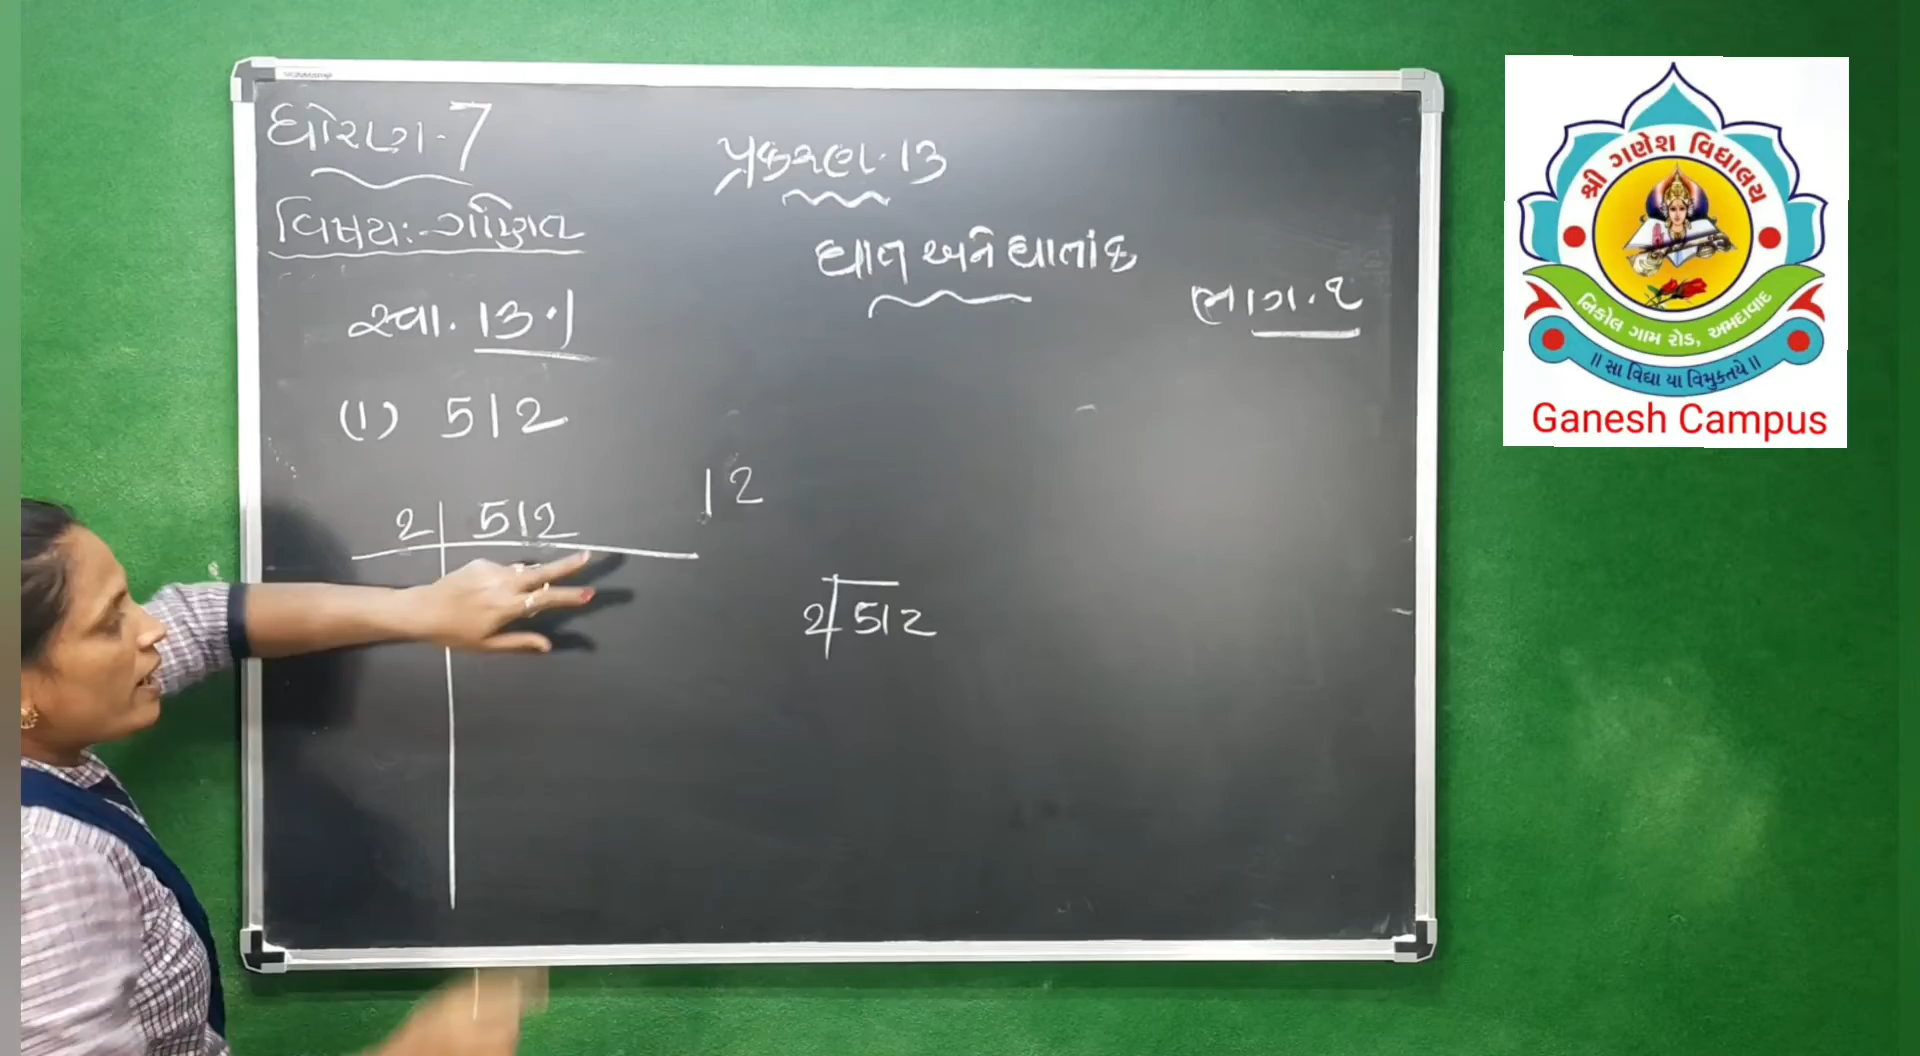 ધોરણ-7
વિષય:-ગણિત
પ્રકરણ-13
ઘાત અને ઘાતાંક
ભાગ-૨
સ્વા. 13.1
(1) 512
2 512
12
2 512
શ્રી ગણેશ વિદ્યાલય
નિકોલ ગામ રોડ, અમદાવાદ
॥ સા વિદ્યા યા વિમુક્તયે ॥
Ganesh Campus